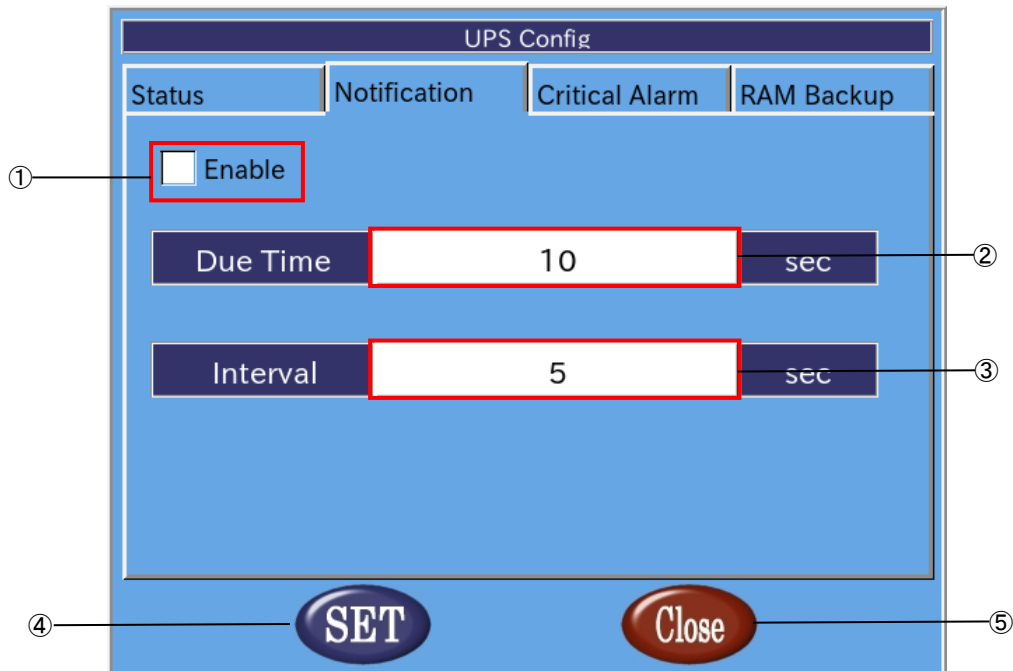 UPS Config
Status Notification Critical Alarm RAM Backup
① Enable
Due Time 10 sec ②
Interval 5 sec ③
④ SET Close ⑤